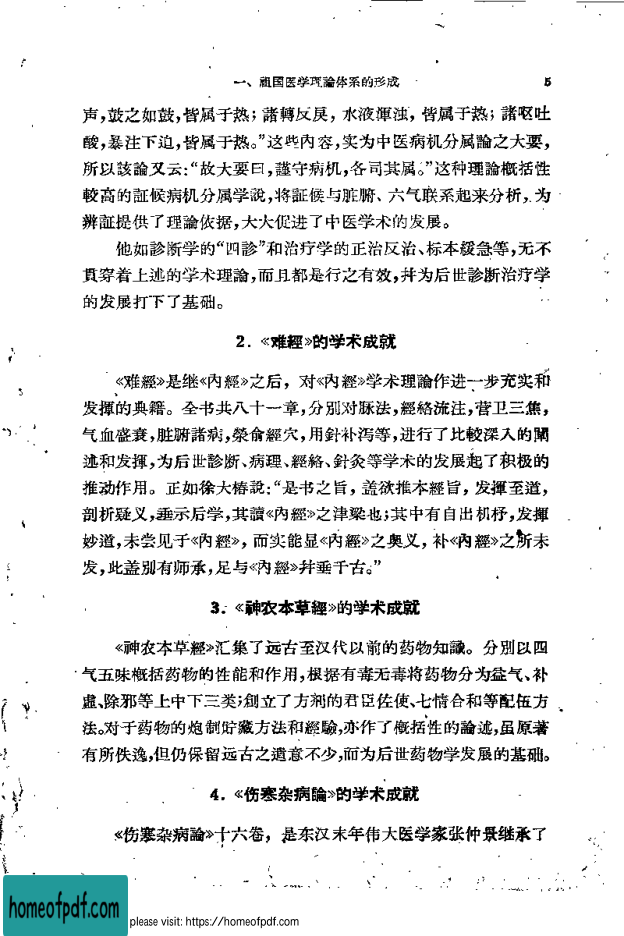 一、祖国医学理論体系的形成 5
声,鼓之如鼓,皆属于热；諸轉反戾，水液渾浊，皆属于热；諸呕吐
酸,暴注下迫,皆属于热。”这些内容,实为中医病机分属論之大要,
所以該論又云:“故大要曰,謹守病机,各司其属。”这种理論概括性
較高的証候病机分属学說,将証候与脏腑、六气联系起来分析,为
辨証提供了理論依据,大大促进了中医学术的发展。
他如診断学的“四診”和治疗学的正治反治、标本緩急等,无不
貫穿着上述的学术理論,而且都是行之有效,幷为后世診断治疗学
的发展打下了基础。
2．《难經》的学术成就
《难經》是继《内經》之后，对《内經》学术理論作进一步充实和
发揮的典籍。全书共八十一章,分别对脉法,經絡流注,营卫三焦,
气血盛衰,脏腑諸病,滎俞經穴,用針补泻等,进行了比較深入的闡
述和发揮,为后世診断、病理、經絡、針灸等学术的发展起了积极的
推动作用。正如徐大椿說:“是书之旨，盖欲推本經旨，发揮至道，
剖析疑义,垂示后学,其讀《内經》之津梁也;其中有自出机杼,发揮
妙道,未尝见于《内經》，而实能显《内經》之奥义，补《内經》之所未
发,此盖别有师承,足与《内經》幷垂千古。”
3．《神农本草經》的学术成就
《神农本草經》汇集了远古至汉代以前的药物知識。分别以四
气五味概括药物的性能和作用,根据有毒无毒将药物分为益气、补
虛、除邪等上中下三类;創立了方剂的君臣佐使、七情合和等配伍方
法。对于药物的炮制貯藏方法和經驗,亦作了概括性的論述,虽原著
有所佚逸,但仍保留远古之遗意不少,而为后世药物学发展的基础。
4．《伤寒杂病論》的学术成就
《伤寒杂病論》十六卷，是东汉末年伟大医学家张仲景继承了
homeofpdf.com
please visit: https://homeofpdf.com